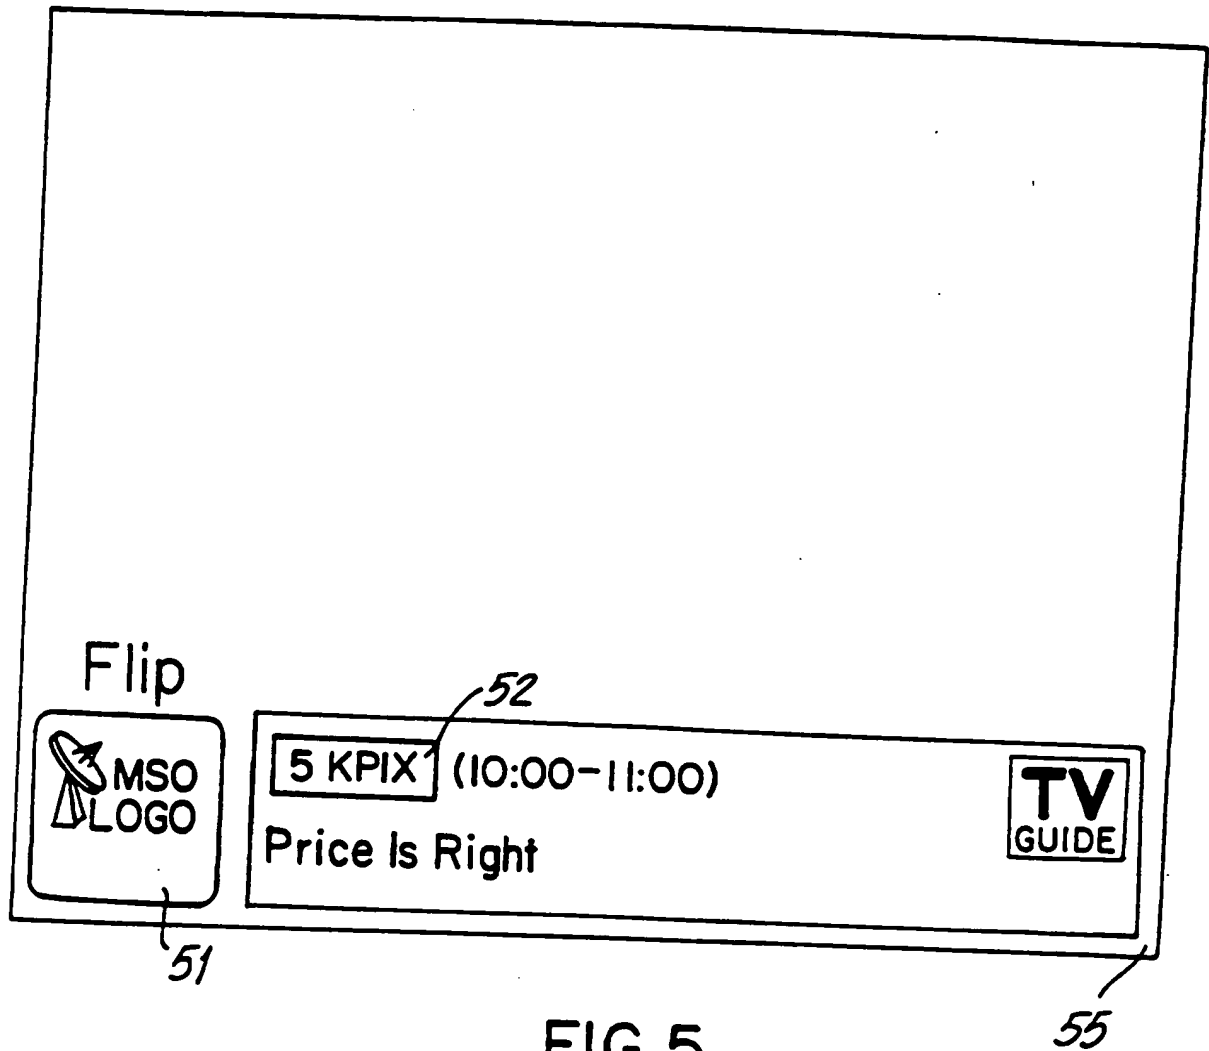 Flip
52
MSO
LOGO
5 KPIX (10:00-11:00)
TV
GUIDE
Price Is Right
51
55
FIG.5